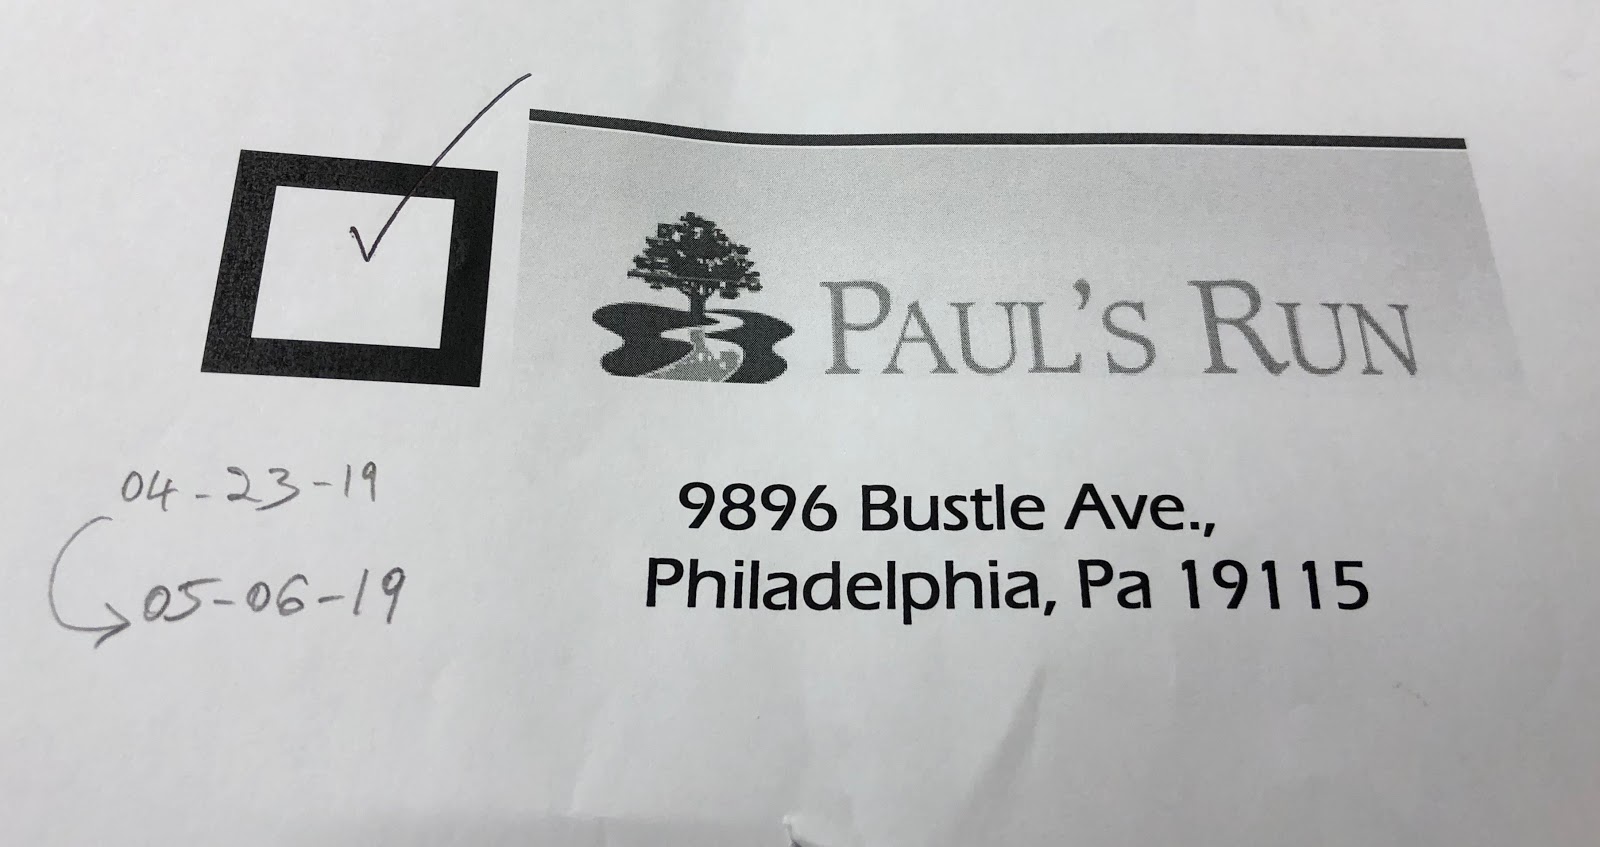 PAUL'S RUN
04-23-19
05-06-19
9896 Bustle Ave.,
Philadelphia, Pa 19115